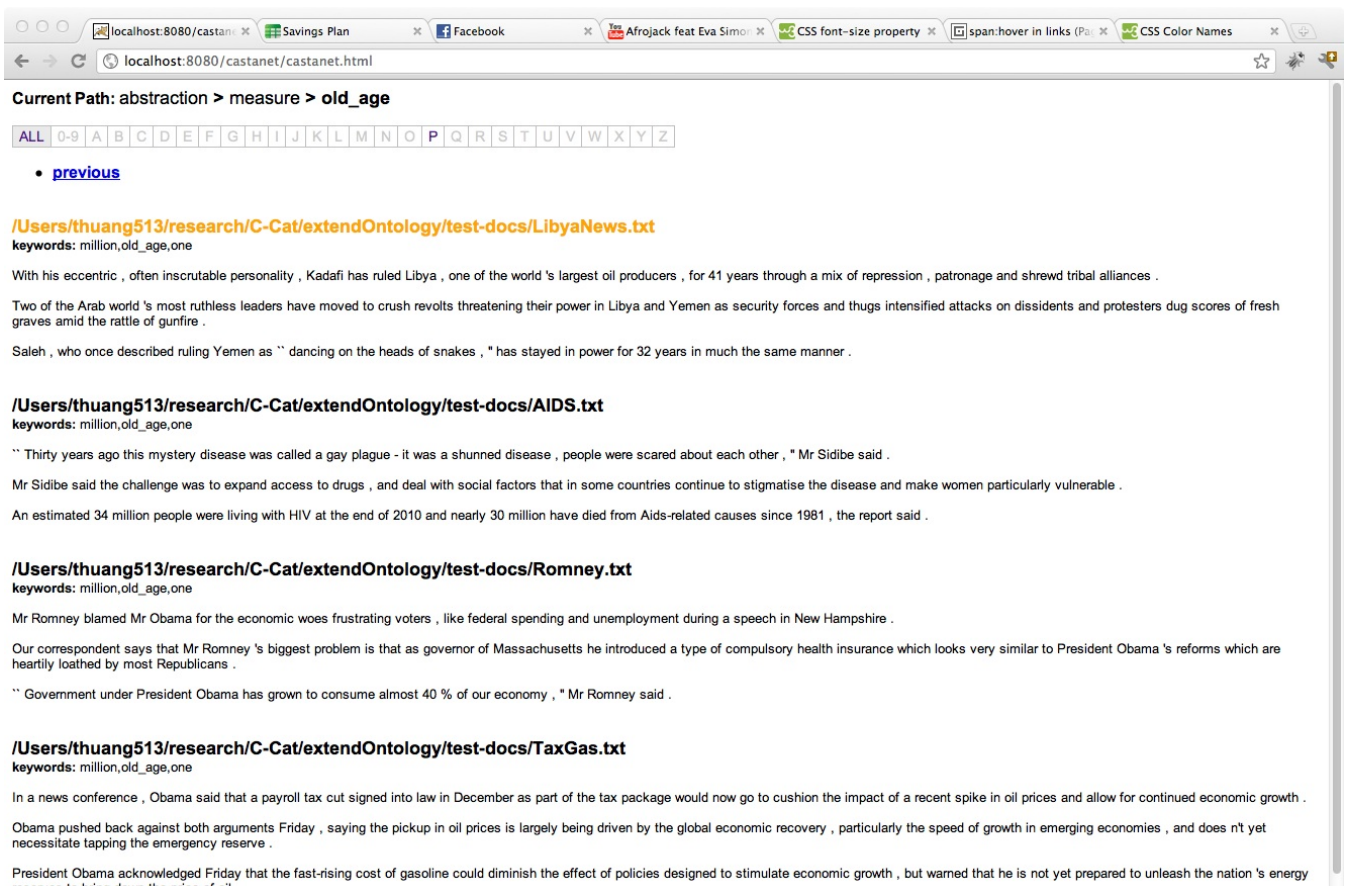 localhost:8080/castan
Savings Plan
Facebook
Afrojack feat Eva Simon
CSS font-size property
span:hover in links (Pa
CSS Color Names
localhost:8080/castanet/castanet.html
Current Path: abstraction > measure > old_age
ALL 0-9 A B C D E F G H I J K L M N O P Q R S T U V W X Y Z
• previous
/Users/thuang513/research/C-Cat/extendOntology/test-docs/LibyaNews.txt
keywords: million,old_age,one
With his eccentric , often inscrutable personality , Kadafi has ruled Libya , one of the world 's largest oil producers , for 41 years through a mix of repression , patronage and shrewd tribal alliances .
Two of the Arab world 's most ruthless leaders have moved to crush revolts threatening their power in Libya and Yemen as security forces and thugs intensified attacks on dissidents and protesters dug scores of fresh
graves amid the rattle of gunfire .
Saleh , who once described ruling Yemen as `` dancing on the heads of snakes , " has stayed in power for 32 years in much the same manner .
/Users/thuang513/research/C-Cat/extendOntology/test-docs/AIDS.txt
keywords: million,old_age,one
`` Thirty years ago this mystery disease was called a gay plague - it was a shunned disease , people were scared about each other , " Mr Sidibe said .
Mr Sidibe said the challenge was to expand access to drugs , and deal with social factors that in some countries continue to stigmatise the disease and make women particularly vulnerable .
An estimated 34 million people were living with HIV at the end of 2010 and nearly 30 million have died from Aids-related causes since 1981 , the report said .
/Users/thuang513/research/C-Cat/extendOntology/test-docs/Romney.txt
keywords: million,old_age,one
Mr Romney blamed Mr Obama for the economic woes frustrating voters , like federal spending and unemployment during a speech in New Hampshire .
Our correspondent says that Mr Romney 's biggest problem is that as governor of Massachusetts he introduced a type of compulsory health insurance which looks very similar to President Obama 's reforms which are
heartily loathed by most Republicans .
`` Government under President Obama has grown to consume almost 40 % of our economy , " Mr Romney said .
/Users/thuang513/research/C-Cat/extendOntology/test-docs/TaxGas.txt
keywords: million,old_age,one
In a news conference , Obama said that a payroll tax cut signed into law in December as part of the tax package would now go to cushion the impact of a recent spike in oil prices and allow for continued economic growth .
Obama pushed back against both arguments Friday , saying the pickup in oil prices is largely being driven by the global economic recovery , particularly the speed of growth in emerging economies , and does n't yet
necessitate tapping the emergency reserve .
President Obama acknowledged Friday that the fast-rising cost of gasoline could diminish the effect of policies designed to stimulate economic growth , but warned that he is not yet prepared to unleash the nation 's energy